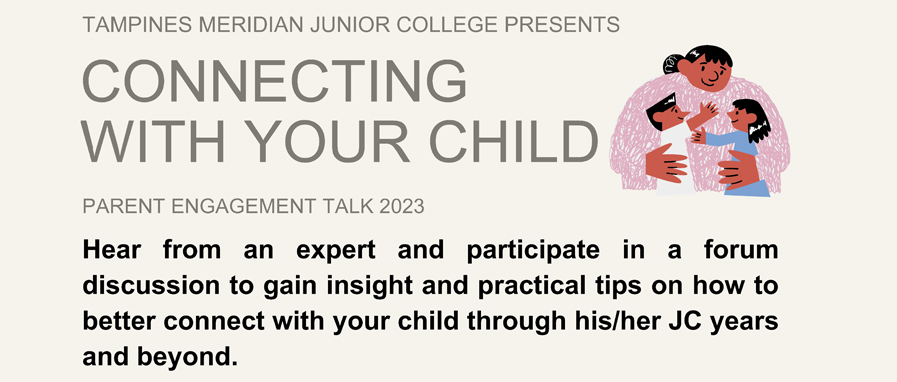 TAMPINES MERIDIAN JUNIOR COLLEGE PRESENTS
CONNECTING
WITH YOUR CHILD
PARENT ENGAGEMENT TALK 2023
Hear from an expert and participate in a forum
discussion to gain insight and practical tips on how to
better connect with your child through his/her JC years
and beyond.